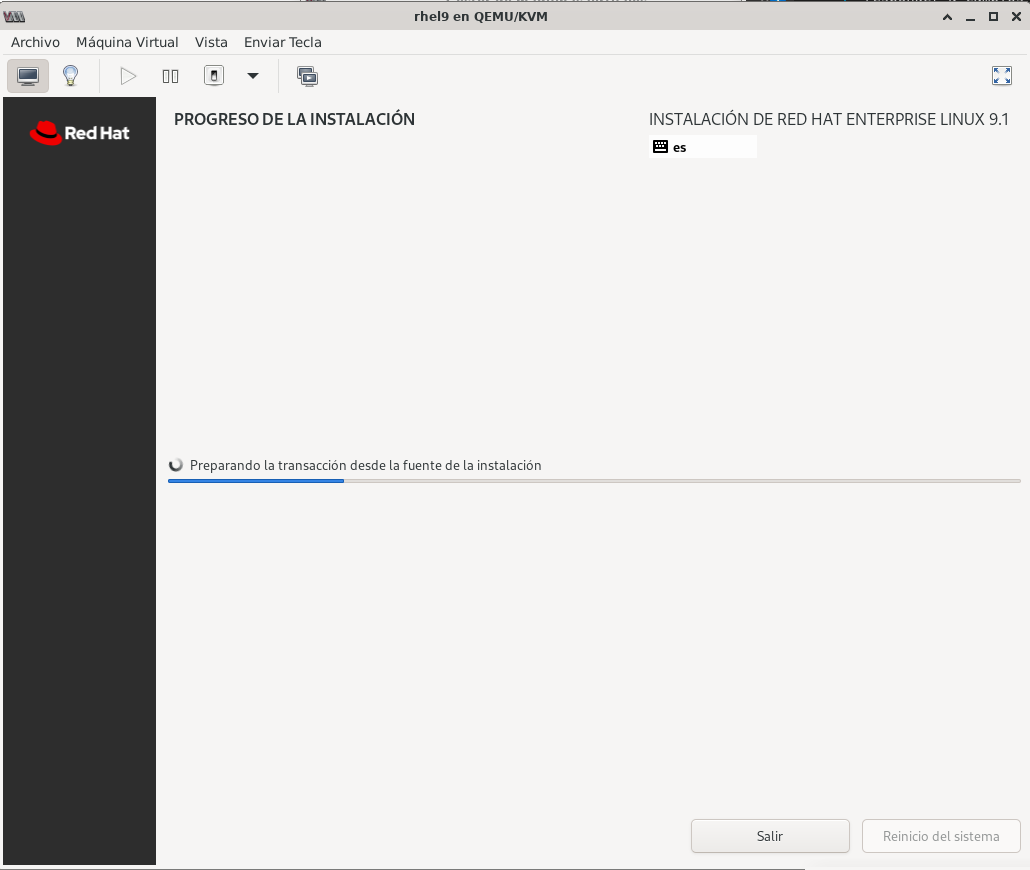 rhel9 en QEMU/KVM
Archivo Máquina Virtual Vista Enviar Tecla
Red Hat
PROGRESO DE LA INSTALACIÓN
INSTALACIÓN DE RED HAT ENTERPRISE LINUX 9.1
es
Preparando la transacción desde la fuente de la instalación
Salir
Reinicio del sistema